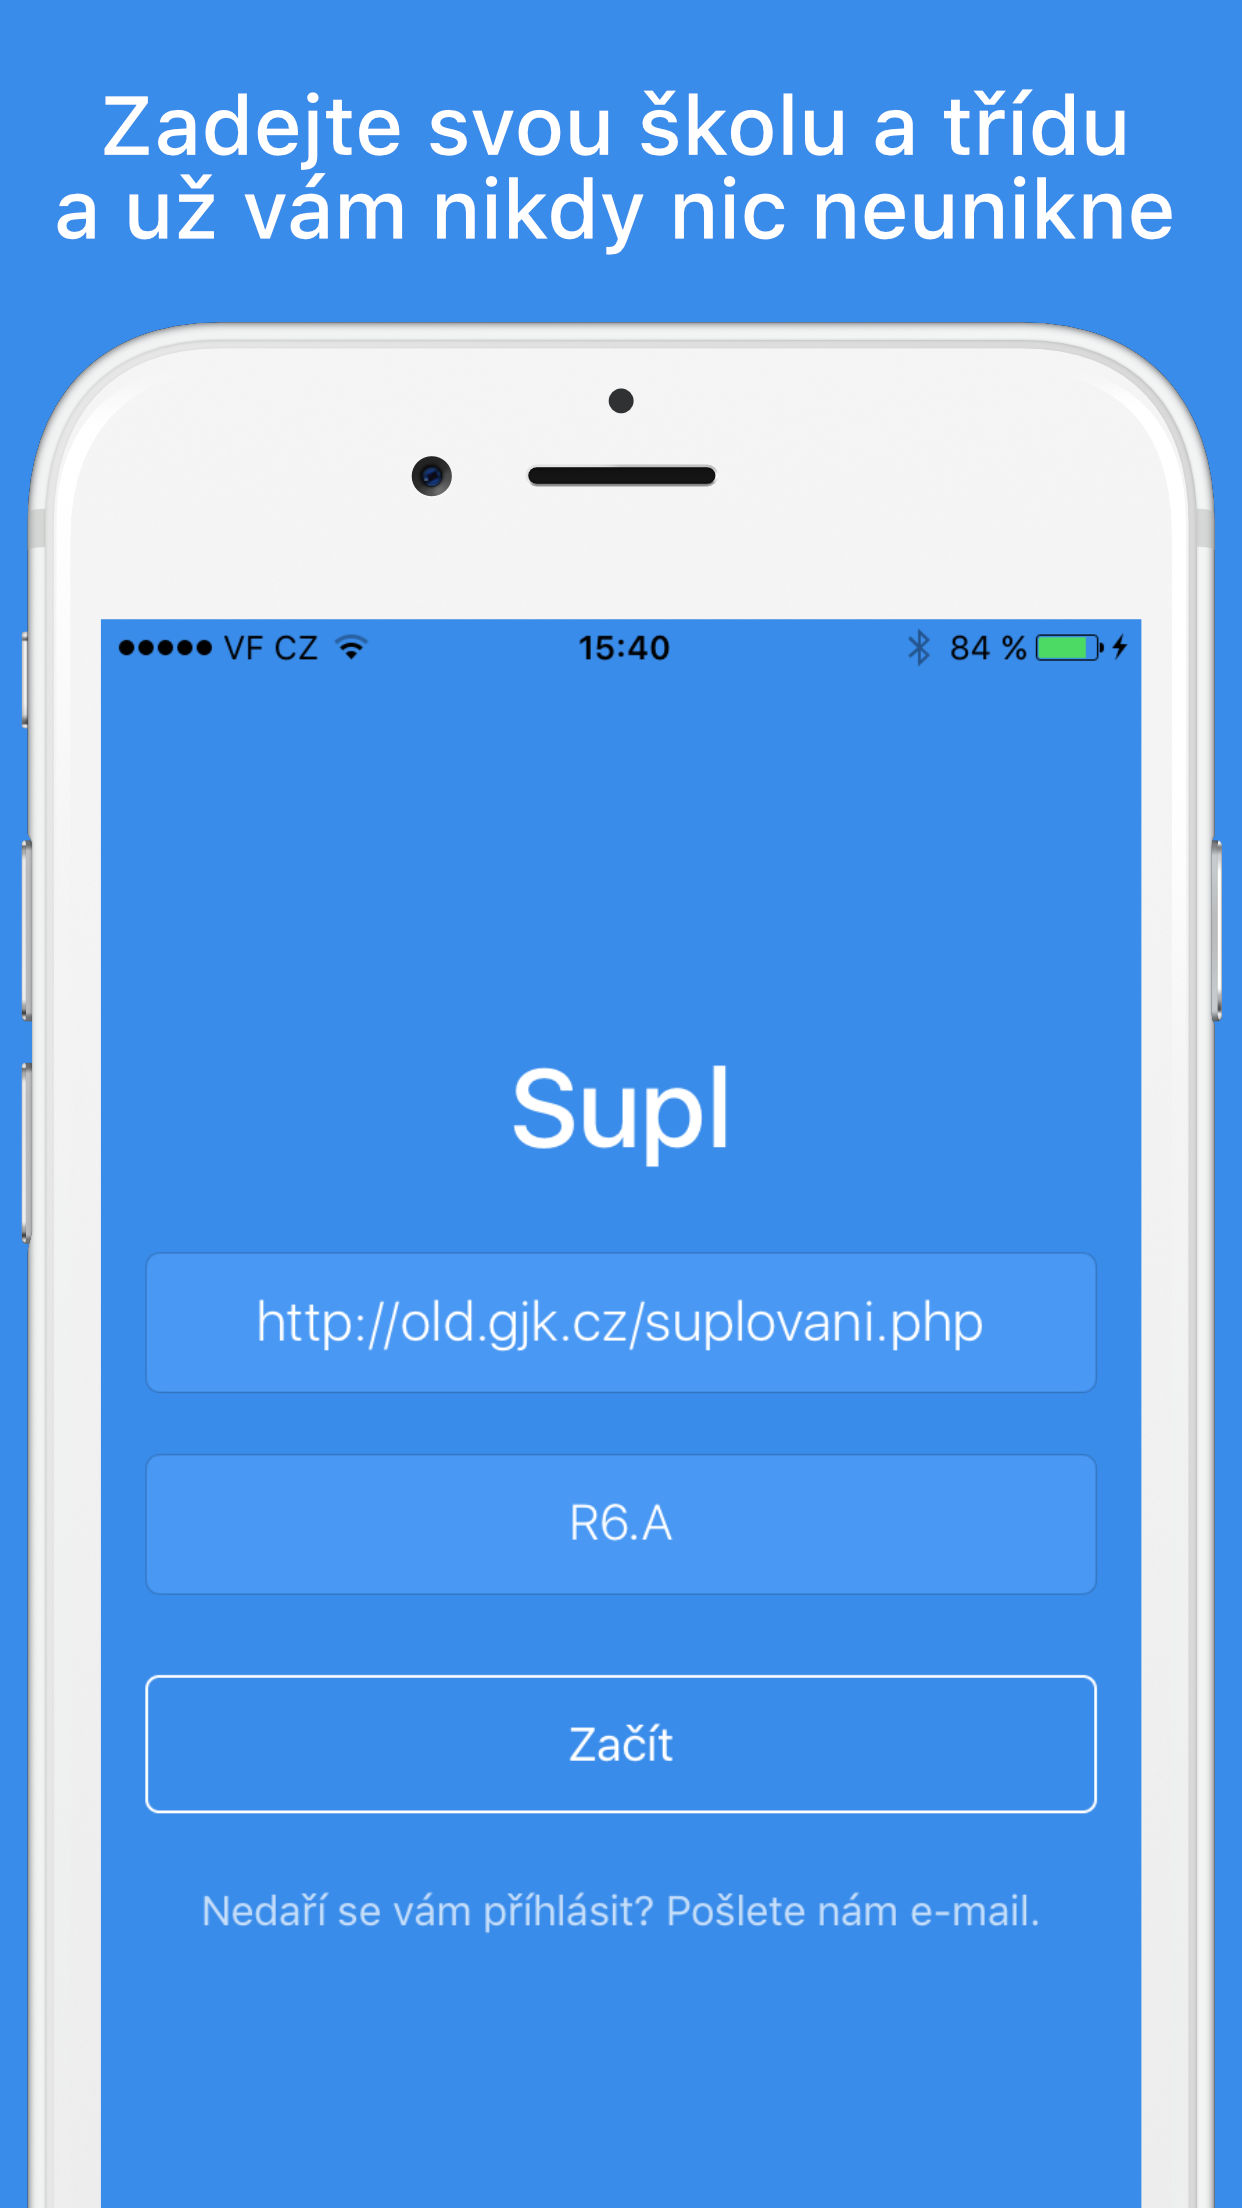 Zadejte svou školu a třídu
a už vám nikdy nic neunikne
VF CZ 15:40 84 %
Supl
http://old.gjk.cz/suplovani.php
R6.A
Začít
Nedaří se vám příhlásit? Pošlete nám e-mail.